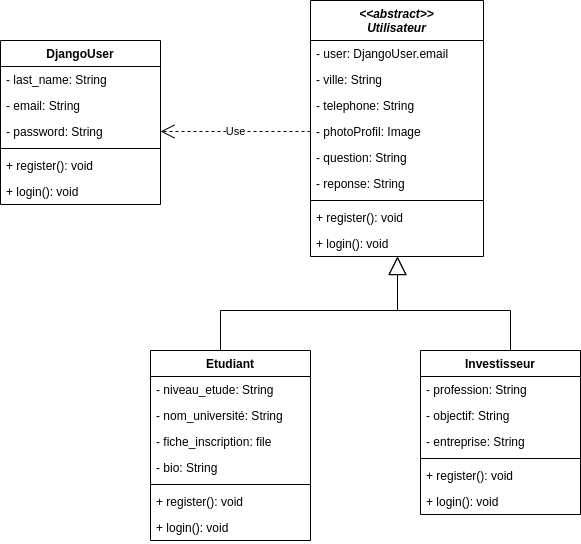 <<abstract>>
Utilisateur
- user: DjangoUser.email
- ville: String
- telephone: String
- photoProfil: Image
- question: String
- reponse: String
+ register(): void
+ login(): void
DjangoUser
- last_name: String
- email: String
- password: String
+ register(): void
+ login(): void
Use
Etudiant
- niveau_etude: String
- nom_université: String
- fiche_inscription: file
- bio: String
+ register(): void
+ login(): void
Investisseur
- profession: String
- objectif: String
- entreprise: String
+ register(): void
+ login(): void